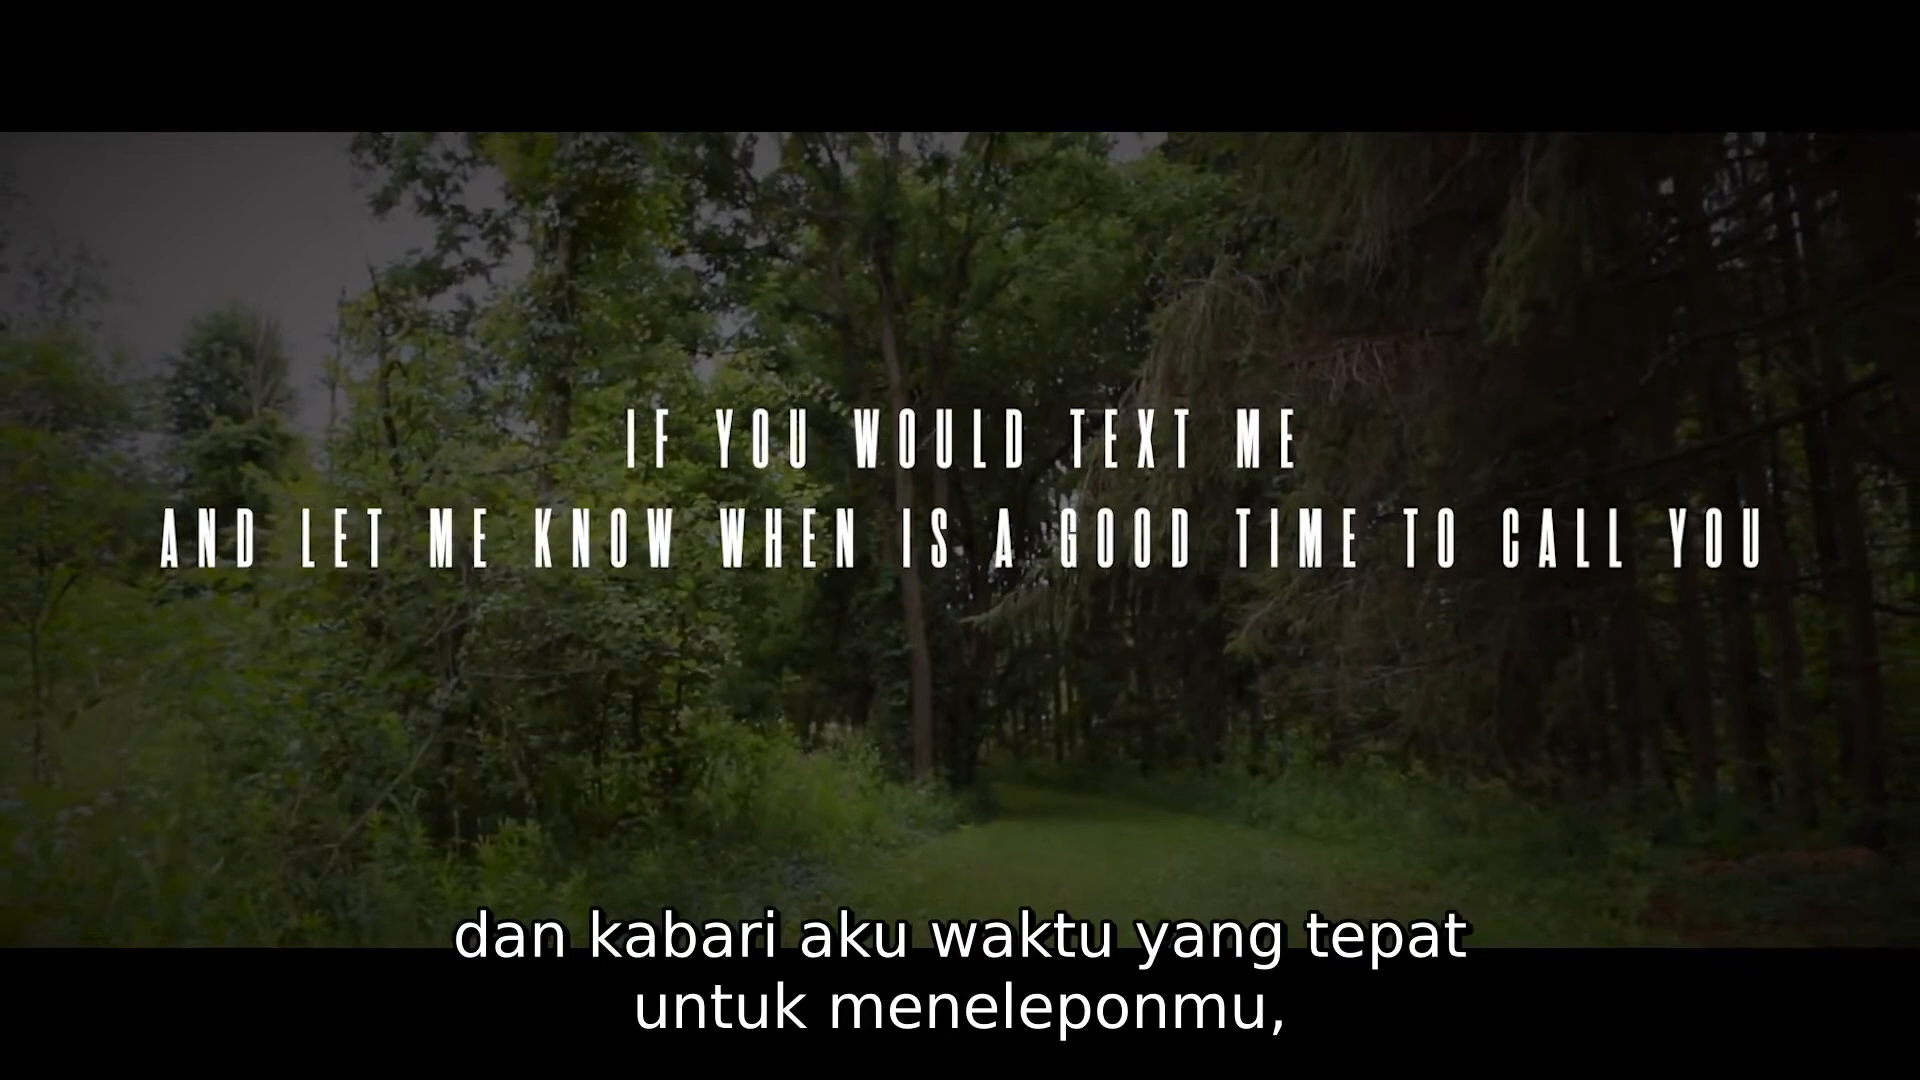 IF YOU WOULD TEXT ME
AND LET ME KNOW WHEN IS A GOOD TIME TO CALL YOU
dan kabari aku waktu yang tepat
untuk meneleponmu,